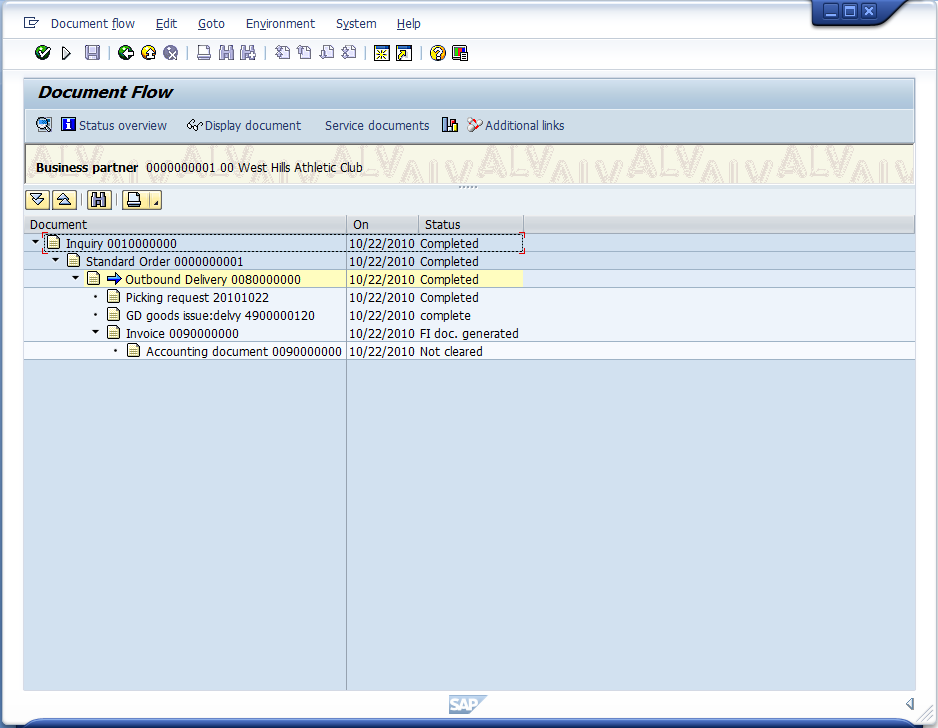 Document flow Edit Goto Environment System Help
Document Flow
Status overview Display document Service documents Additional links
Business partner 0000000001 00 West Hills Athletic Club
Document On Status
Inquiry 0010000000 10/22/2010 Completed
Standard Order 0000000001 10/22/2010 Completed
Outbound Delivery 0080000000 10/22/2010 Completed
Picking request 20101022 10/22/2010 Completed
GD goods issue:delvy 4900000120 10/22/2010 complete
Invoice 0090000000 10/22/2010 FI doc. generated
Accounting document 0090000000 10/22/2010 Not cleared
SAP